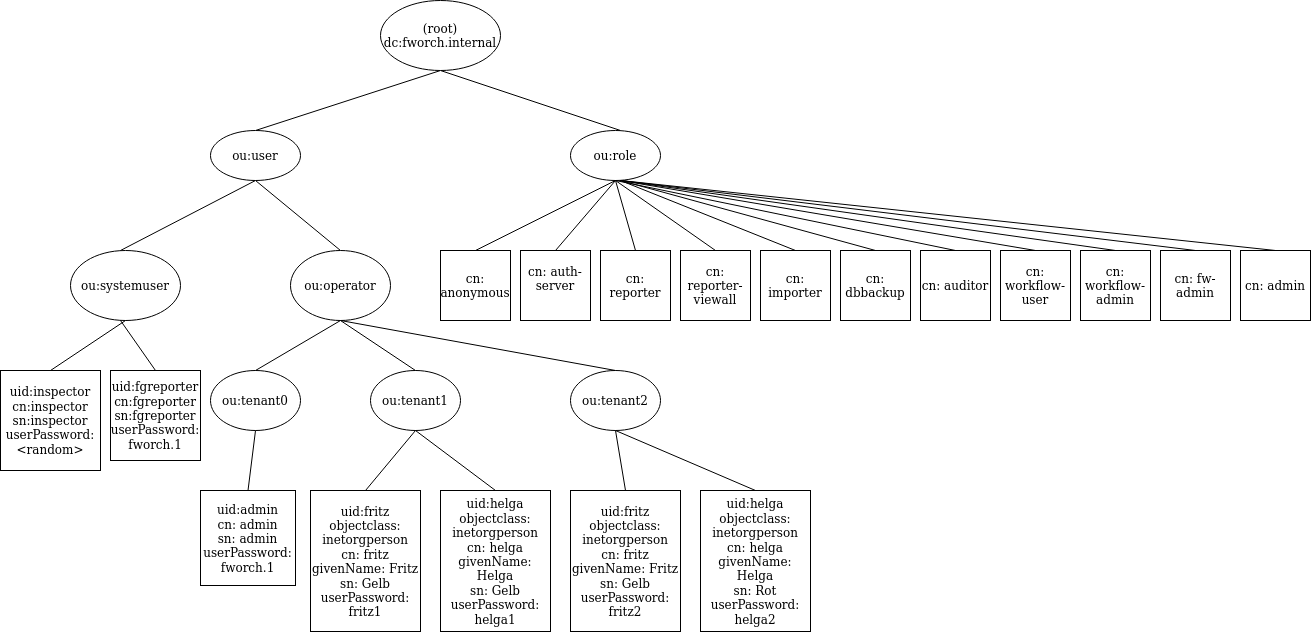 (root)
dc:fworch.internal
ou:user
ou:role
ou:systemuser
ou:operator
cn:
anonymous
cn: auth-
server
cn:
reporter
cn:
reporter-
viewall
cn:
importer
cn:
dbbackup
cn: auditor
cn:
workflow-
user
cn:
workflow-
admin
cn: fw-
admin
cn: admin
uid:inspector
cn:inspector
sn:inspector
userPassword:
<random>
uid:fgreporter
cn:fgreporter
sn:fgreporter
userPassword:
fworch.1
ou:tenant0
ou:tenant1
ou:tenant2
uid:admin
cn: admin
sn: admin
userPassword:
fworch.1
uid:fritz
objectclass:
inetorgperson
cn: fritz
givenName: Fritz
sn: Gelb
userPassword:
fritz1
uid:helga
objectclass:
inetorgperson
cn: helga
givenName:
Helga
sn: Gelb
userPassword:
helga1
uid:fritz
objectclass:
inetorgperson
cn: fritz
givenName: Fritz
sn: Gelb
userPassword:
fritz2
uid:helga
objectclass:
inetorgperson
cn: helga
givenName:
Helga
sn: Rot
userPassword:
helga2